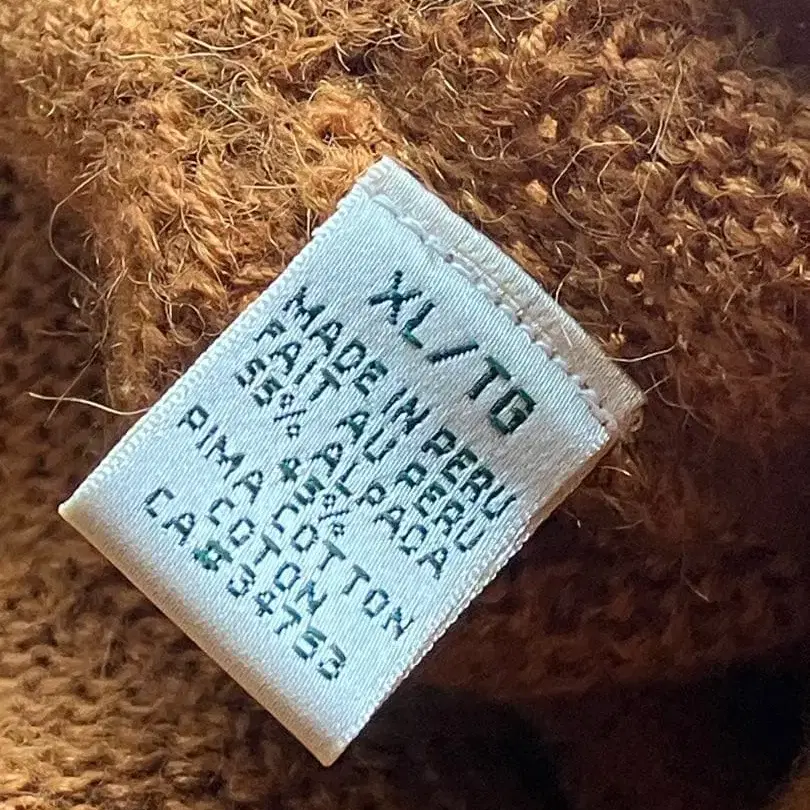 XL/TG
MADE IN PERU
FAIT AU PERU
55% ALPACA
45%
PIMA COTTON
COTON
CA#34753